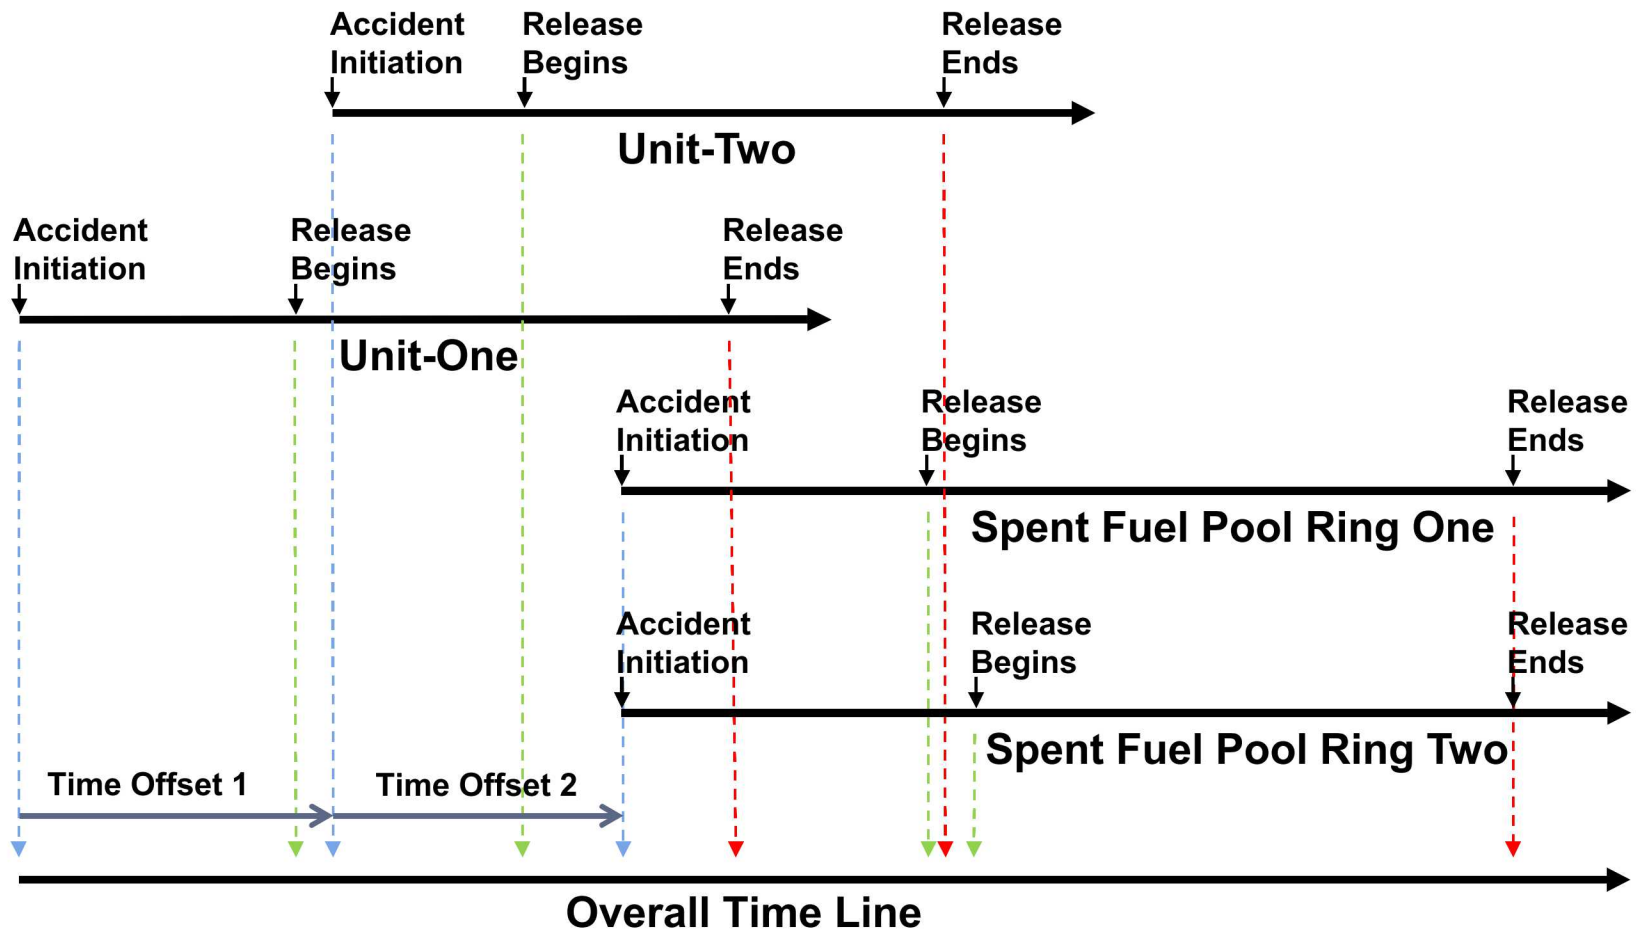 Accident Release Release
Initiation Begins Ends
Unit-Two
Accident Release Release
Initiation Begins Ends
Unit-One
Accident Release Release
Initiation Begins Ends
Spent Fuel Pool Ring One
Accident Release Release
Initiation Begins Ends
Spent Fuel Pool Ring Two
Time Offset 1 Time Offset 2
Overall Time Line